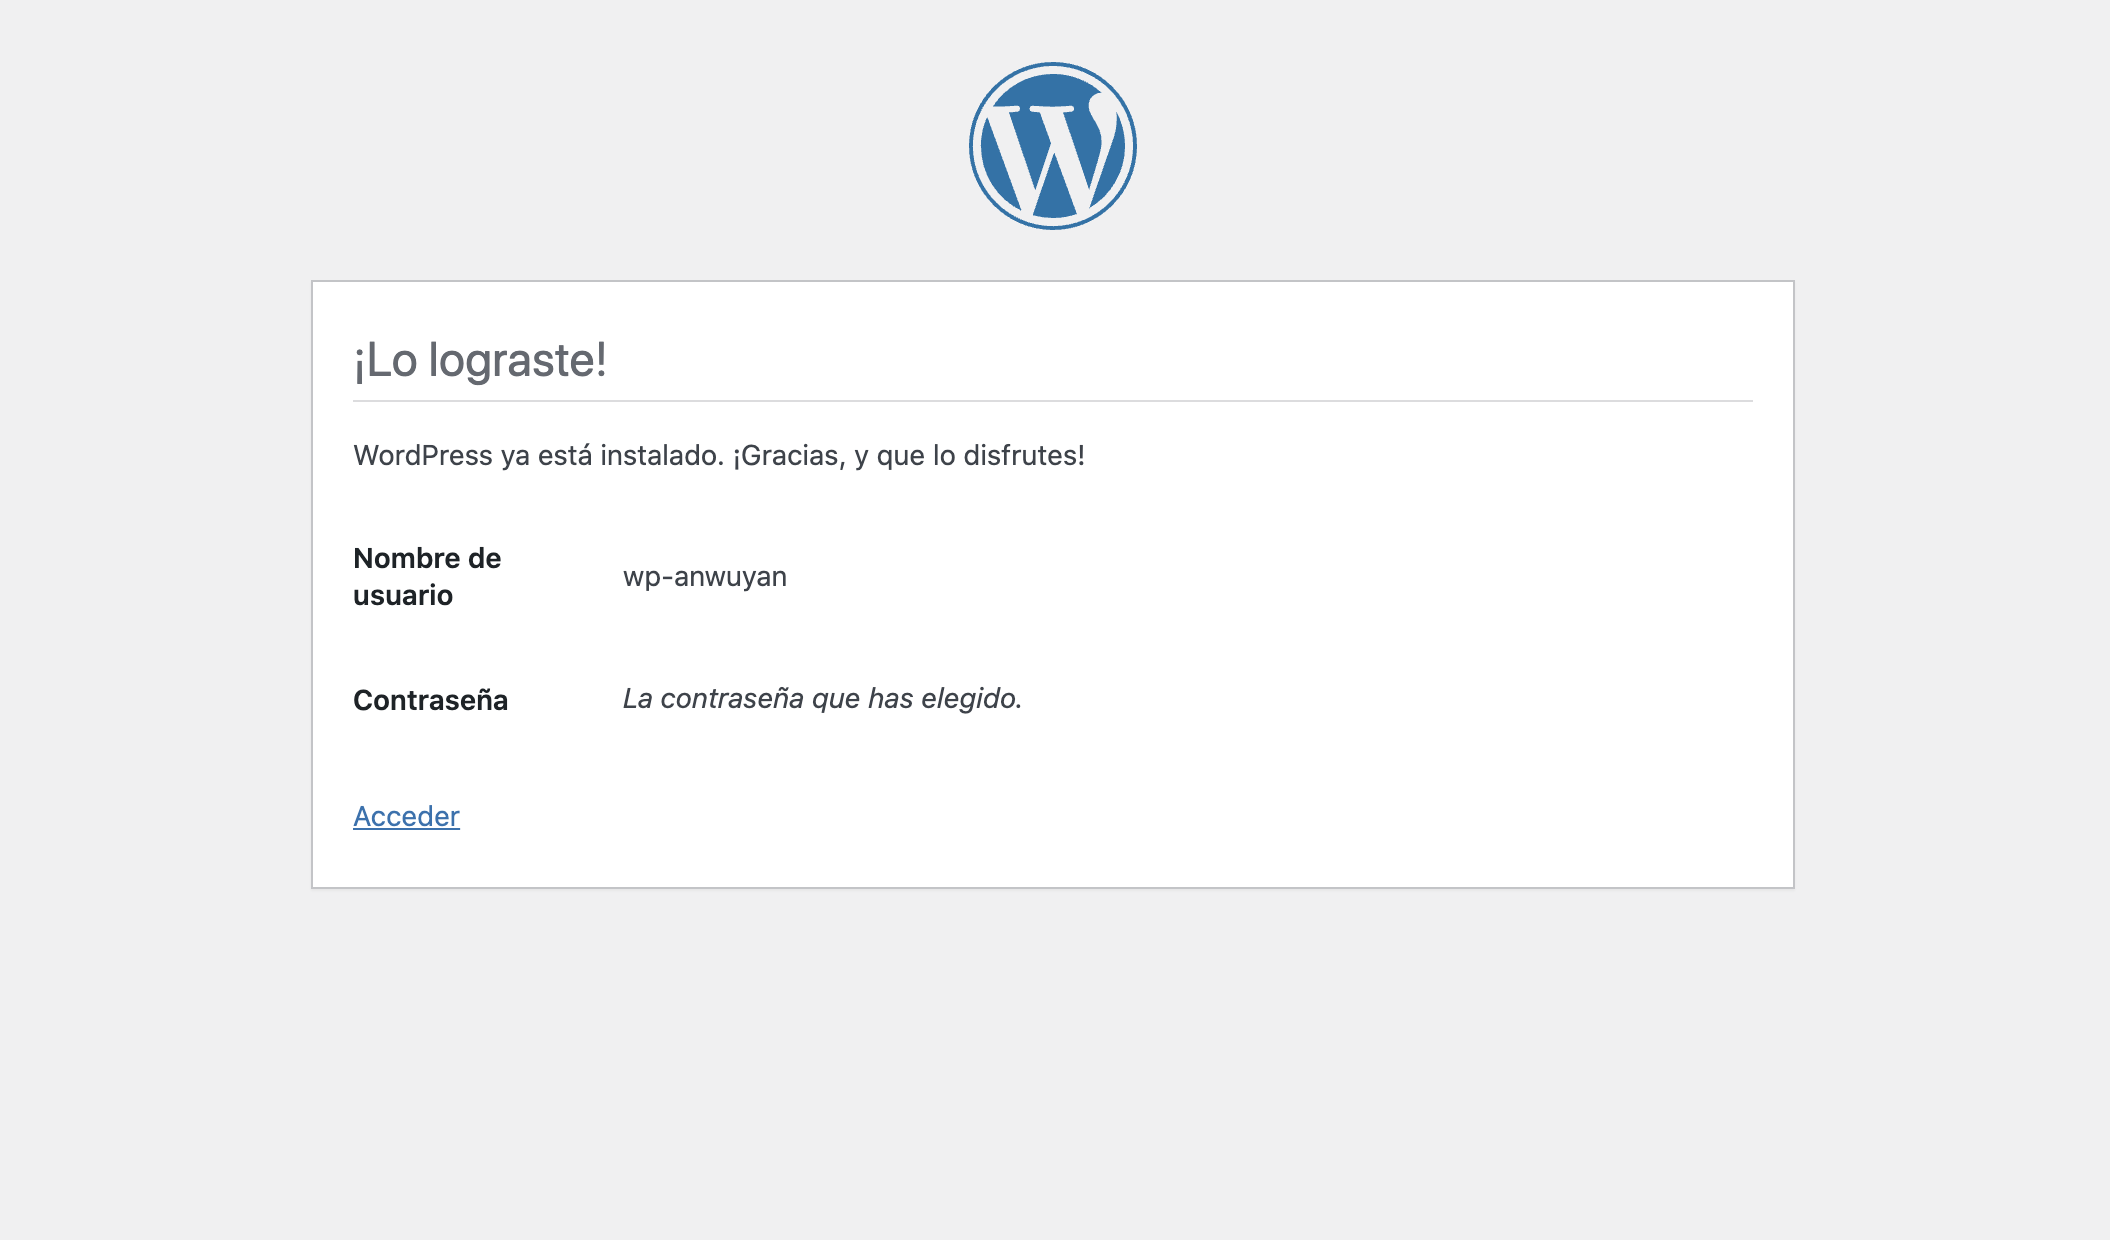 ¡Lo lograste!
WordPress ya está instalado. ¡Gracias, y que lo disfrutes!
Nombre de
usuario
wp-anwuyan
Contraseña
La contraseña que has elegido.
Acceder